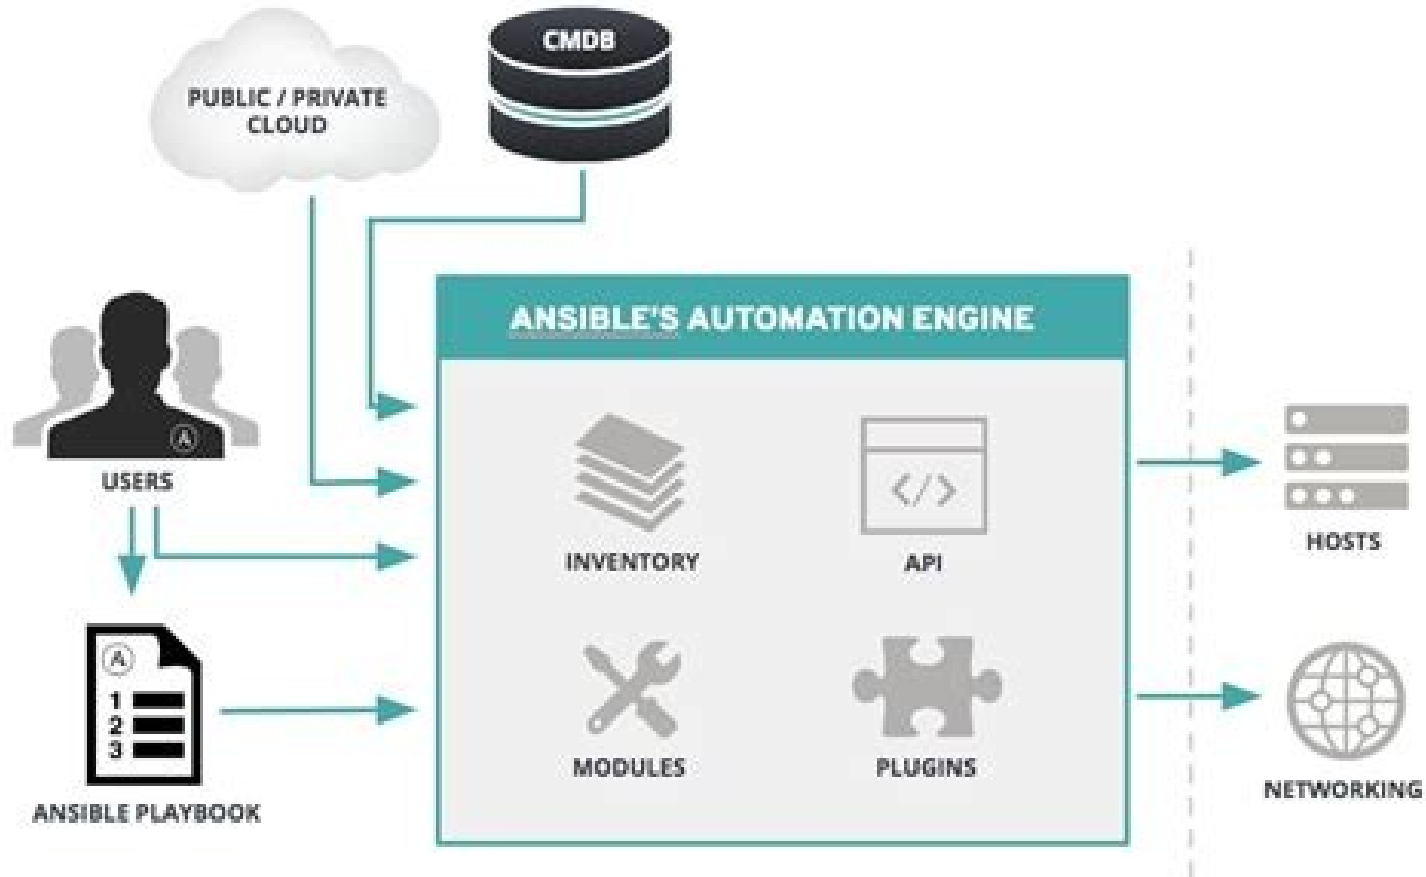 PUBLIC / PRIVATE
CLOUD
CMDB
ANSIBLE'S AUTOMATION ENGINE
USERS
A
INVENTORY
</>
API
HOSTS
A
1
2
3
ANSIBLE PLAYBOOK
MODULES
PLUGINS
NETWORKING